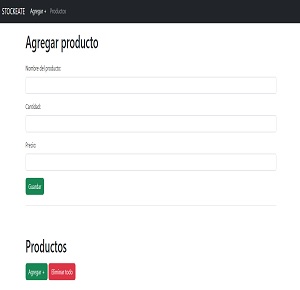 STOCKEATE Agregar + Productos
Agregar producto
Nombre del producto:
Cantidad:
Precio:
Guardar
Productos
Agregar + Eliminar todo